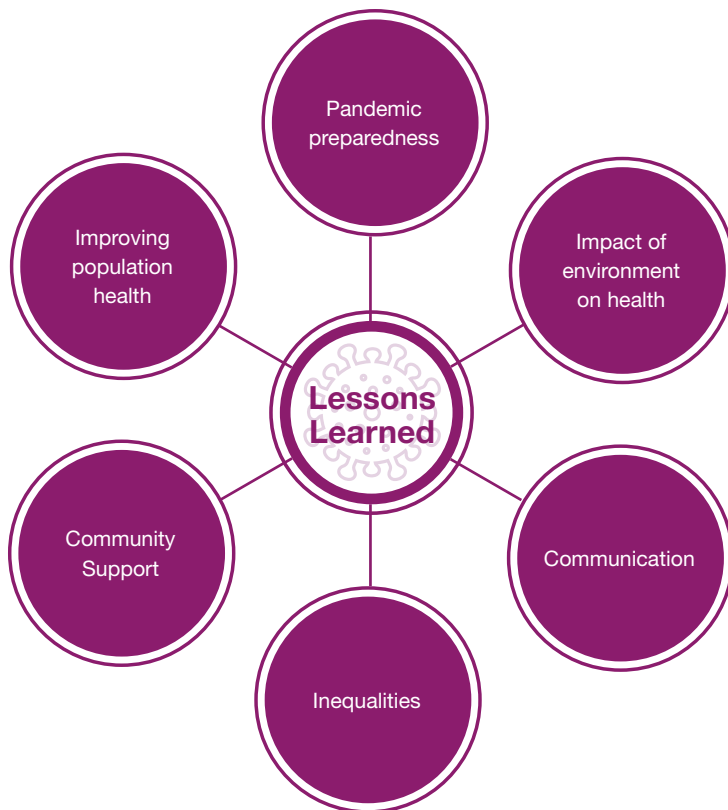 Pandemic
preparedness
Improving
population
health
Impact of
environment
on health
Lessons
Learned
Community
Support
Communication
Inequalities